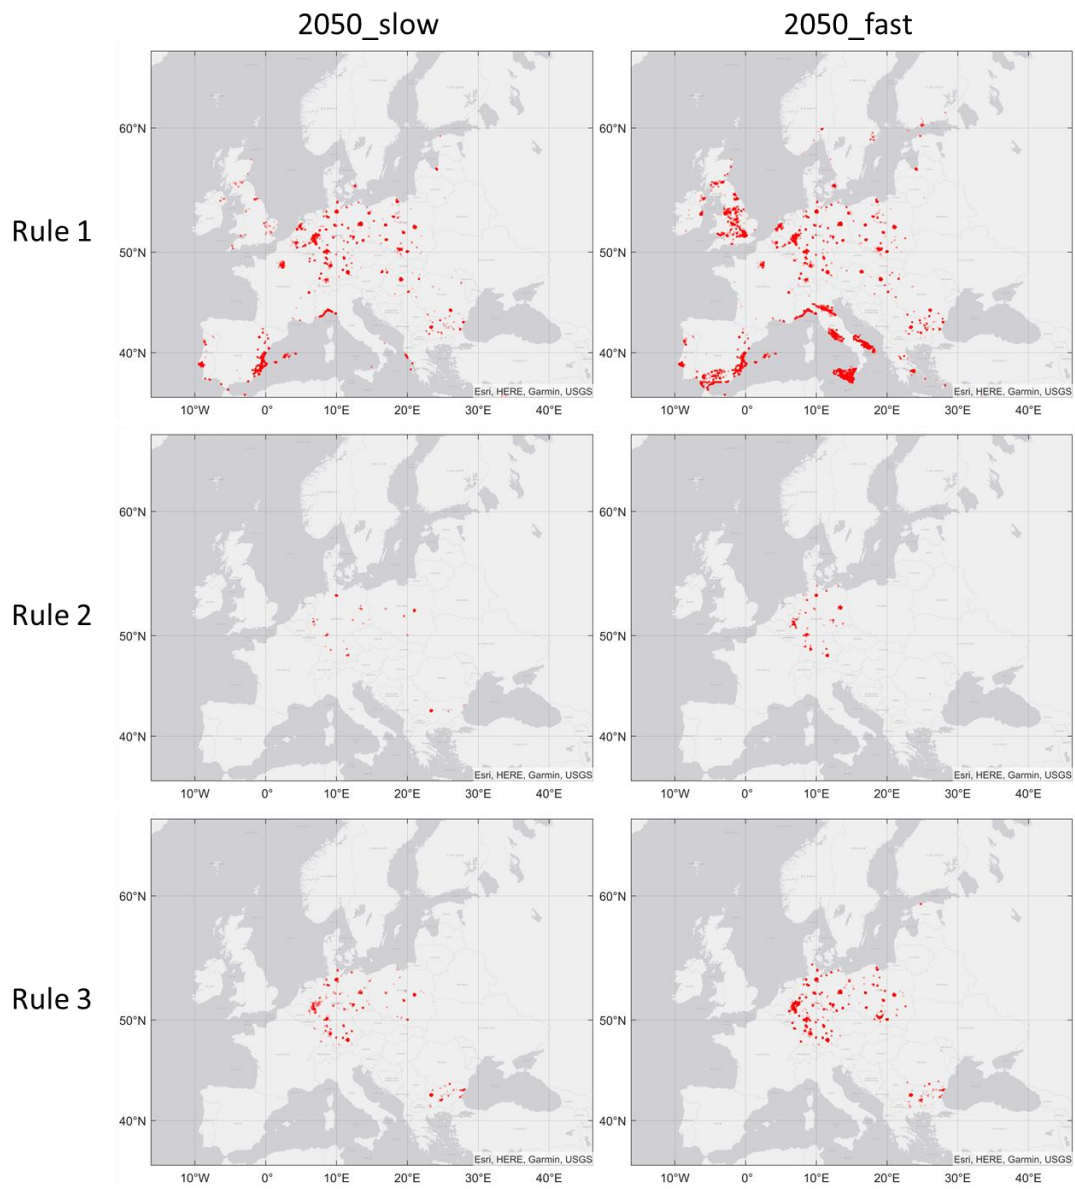 2050_slow 2050_fast
Rule 1
60°N 60°N
50°N 50°N
40°N 40°N
Esri, HERE, Garmin, USGS Esri, HERE, Garmin, USGS
10°W 0° 10°E 20°E 30°E 40°E 10°W 0° 10°E 20°E 30°E 40°E
Rule 2
60°N 60°N
50°N 50°N
40°N 40°N
Esri, HERE, Garmin, USGS Esri, HERE, Garmin, USGS
10°W 0° 10°E 20°E 30°E 40°E 10°W 0° 10°E 20°E 30°E 40°E
Rule 3
60°N 60°N
50°N 50°N
40°N 40°N
Esri, HERE, Garmin, USGS Esri, HERE, Garmin, USGS
10°W 0° 10°E 20°E 30°E 40°E 10°W 0° 10°E 20°E 30°E 40°E